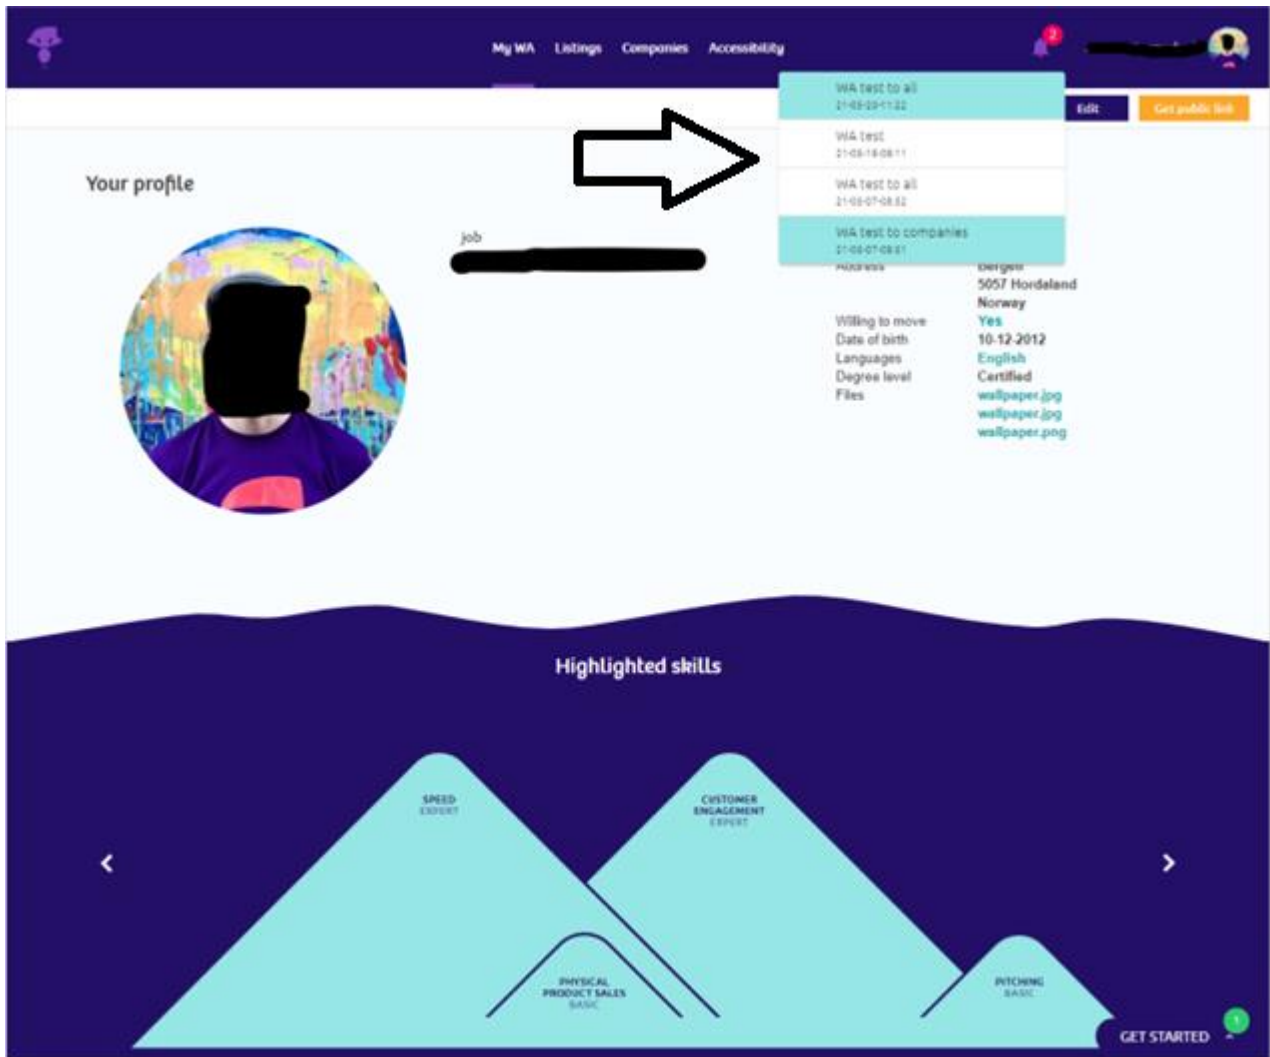 My WA Listings Companies Accessibility
2
WA test to all
WA test
WA test to all
WA test to companies
Edit
Get public link
Your profile
job
Address Bergen
5057 Hordaland
Norway
Willing to move Yes
Date of birth 10-12-2012
Languages English
Degree level Certified
Files wallpaper.jpg
wallpaper.jpg
wallpaper.png
Highlighted skills
SPEED
EXPERT
CUSTOMER
ENGAGEMENT
EXPERT
PHYSICAL
PRODUCT SALES
BASIC
PITCHING
BASIC
GET STARTED
1